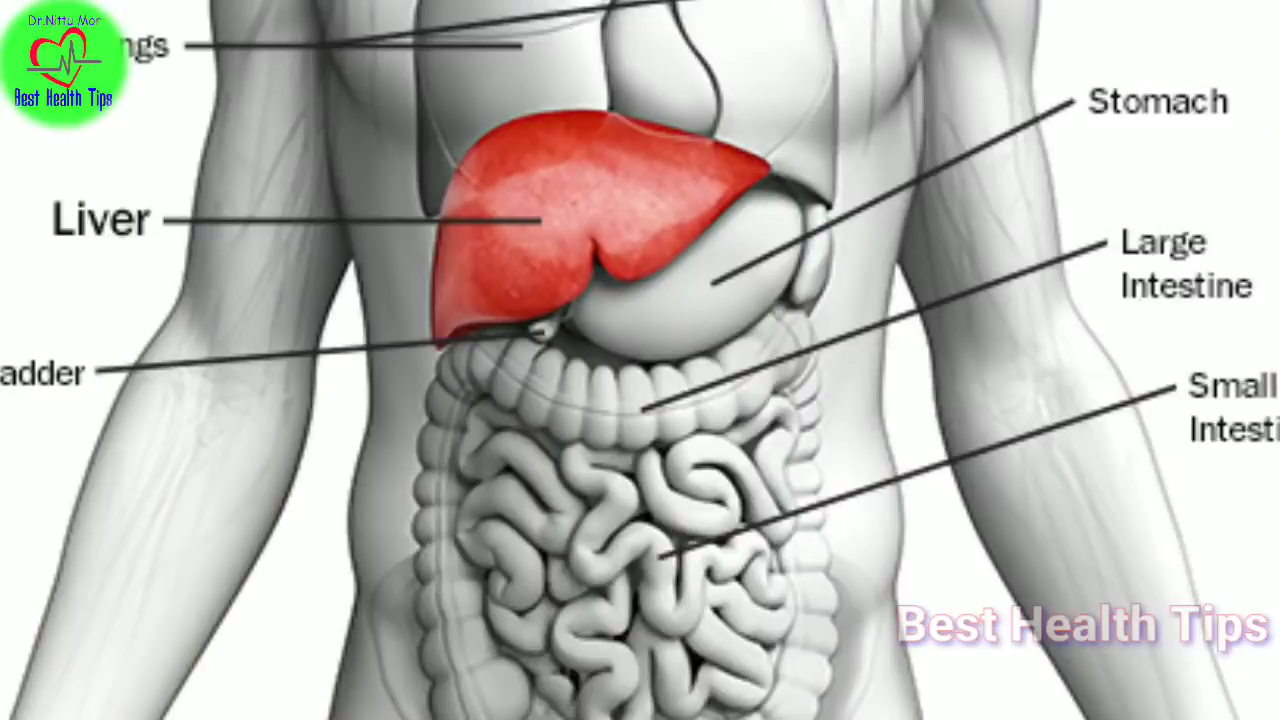 Dr.Nittu Mor
Best Health Tips
ngs
Stomach
Liver
Large
Intestine
adder
Small
Intesti
Best Health Tips